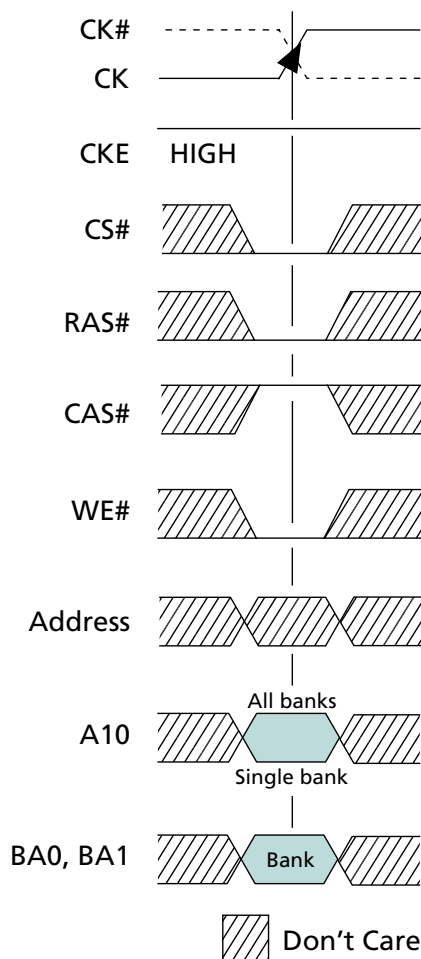 CK#
CK
CKE HIGH
CS#
RAS#
CAS#
WE#
Address
All banks
A10
Single bank
BA0, BA1 Bank
Don't Care